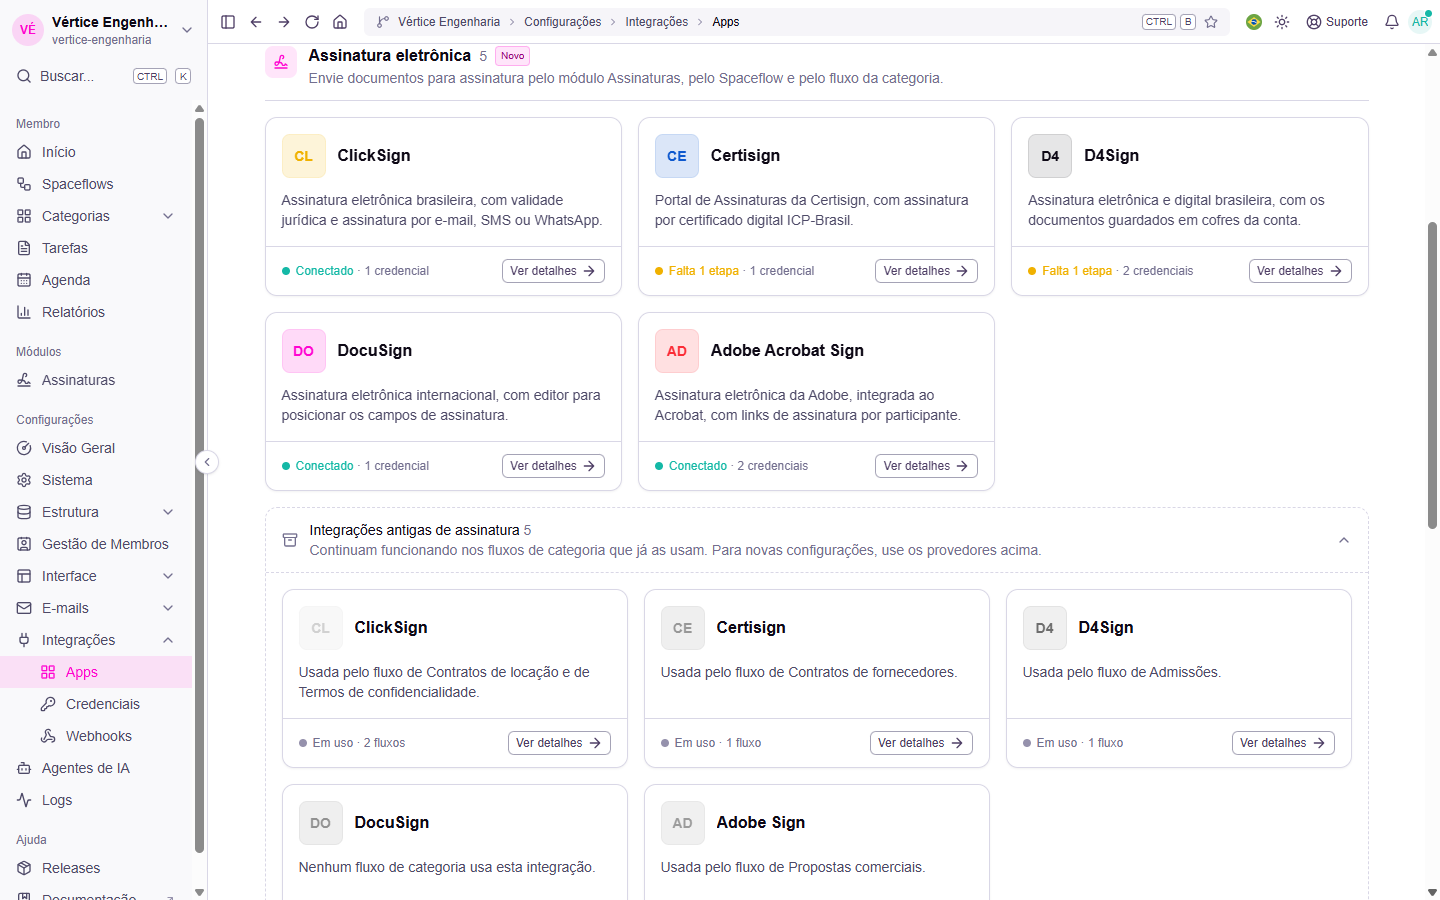 VÉ
Vértice Engenh...
vertice-engenharia
Buscar...
CTRL K
Membro
Início
Spaceflows
Categorias
Tarefas
Agenda
Relatórios
Módulos
Assinaturas
Configurações
Visão Geral
Sistema
Estrutura
Gestão de Membros
Interface
E-mails
Integrações
Apps
Credenciais
Webhooks
Agentes de IA
Logs
Ajuda
Releases
Documentação
Vértice Engenharia
Configurações
Integrações
Apps
CTRL B
Suporte
AR
Assinatura eletrônica 5 Novo
Envie documentos para assinatura pelo módulo Assinaturas, pelo Spaceflow e pelo fluxo da categoria.
CL
ClickSign
Assinatura eletrônica brasileira, com validade
jurídica e assinatura por e-mail, SMS ou WhatsApp.
Conectado · 1 credencial
Ver detalhes
CE
Certisign
Portal de Assinaturas da Certisign, com assinatura
por certificado digital ICP-Brasil.
Falta 1 etapa · 1 credencial
Ver detalhes
D4
D4Sign
Assinatura eletrônica e digital brasileira, com os
documentos guardados em cofres da conta.
Falta 1 etapa · 2 credenciais
Ver detalhes
DO
DocuSign
Assinatura eletrônica internacional, com editor para
posicionar os campos de assinatura.
Conectado · 1 credencial
Ver detalhes
AD
Adobe Acrobat Sign
Assinatura eletrônica da Adobe, integrada ao
Acrobat, com links de assinatura por participante.
Conectado · 2 credenciais
Ver detalhes
Integrações antigas de assinatura 5
Continuam funcionando nos fluxos de categoria que já as usam. Para novas configurações, use os provedores acima.
CL
ClickSign
Usada pelo fluxo de Contratos de locação e de
Termos de confidencialidade.
Em uso · 2 fluxos
Ver detalhes
CE
Certisign
Usada pelo fluxo de Contratos de fornecedores.
Em uso · 1 fluxo
Ver detalhes
D4
D4Sign
Usada pelo fluxo de Admissões.
Em uso · 1 fluxo
Ver detalhes
DO
DocuSign
Nenhum fluxo de categoria usa esta integração.
AD
Adobe Sign
Usada pelo fluxo de Propostas comerciais.